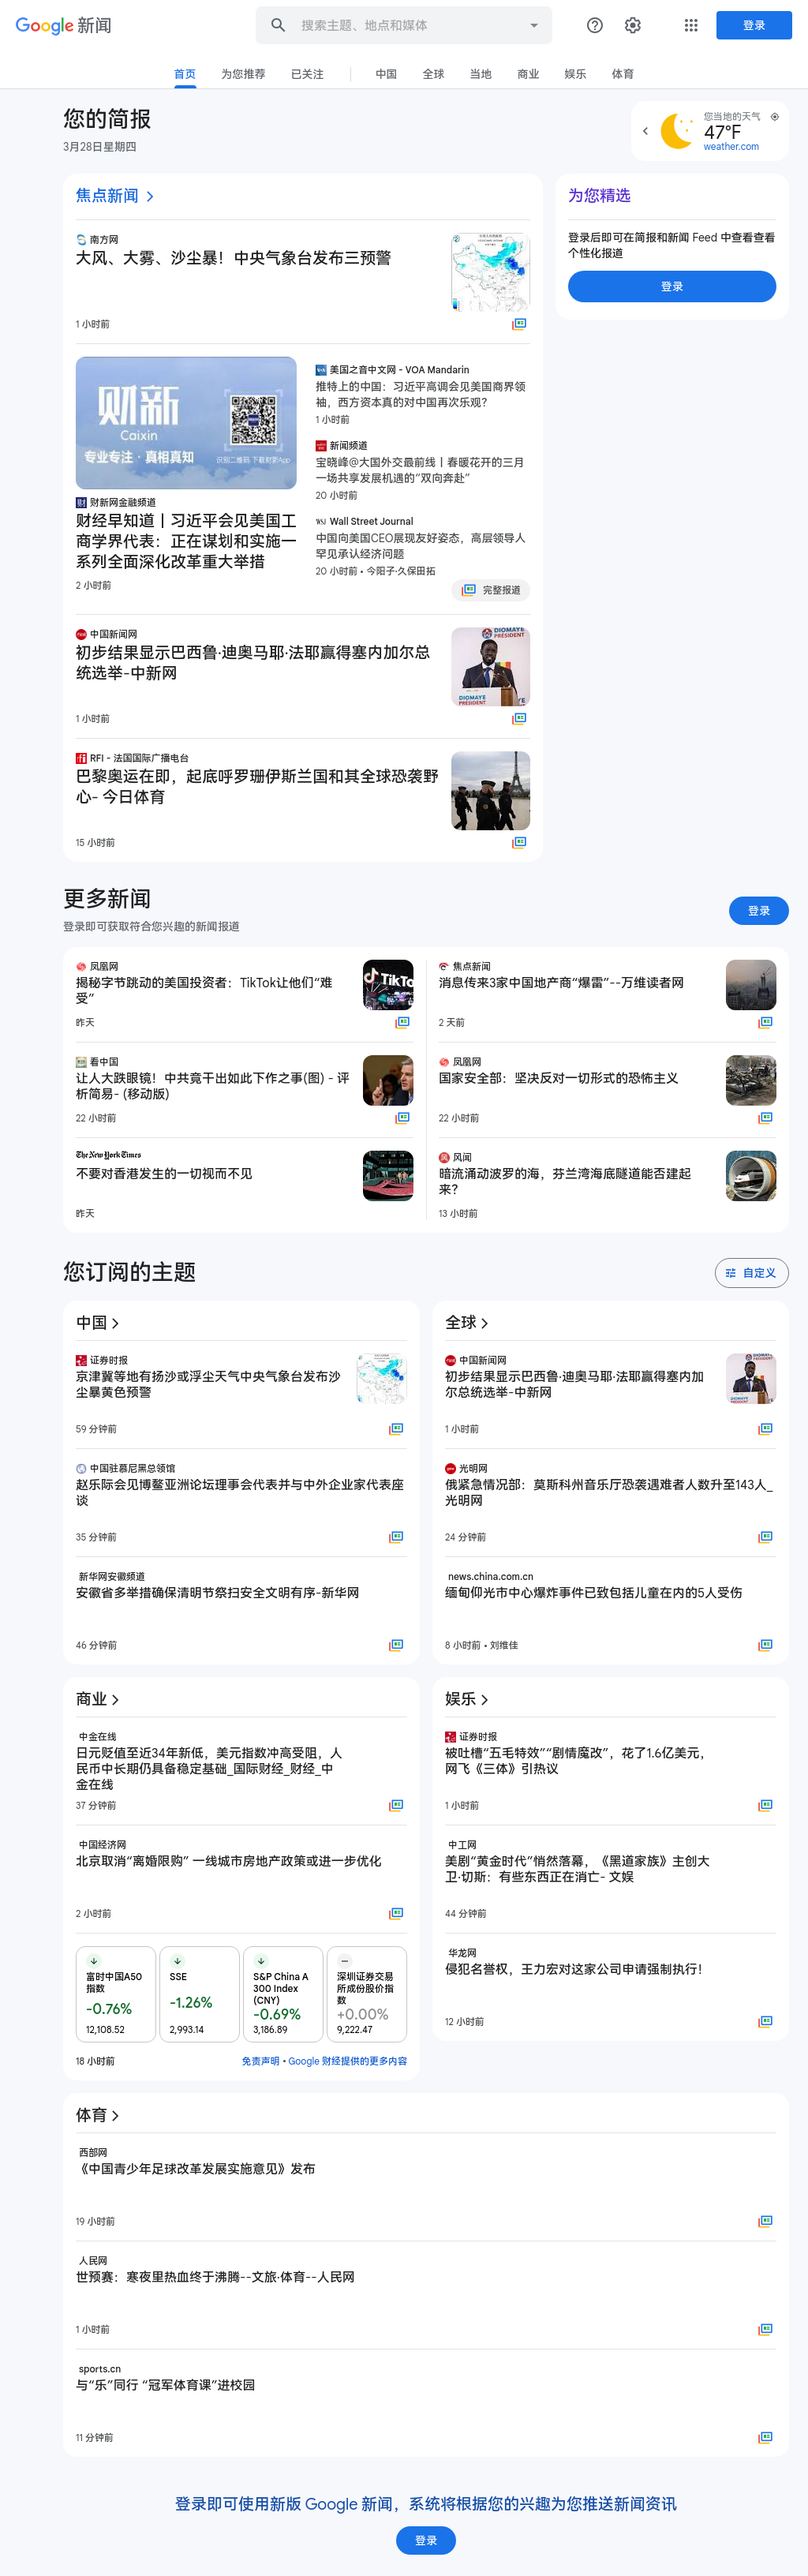 Google 新闻
搜索主题、地点和媒体
登录
首页
为您推荐
已关注
中国
全球
当地
商业
娱乐
体育
您的简报
3月28日星期四
您当地的天气
47°F
weather.com
焦点新闻
南方网
大风、大雾、沙尘暴！中央气象台发布三预警
1 小时前
财新
Caixin
专业专注 · 真相真知
识别二维码 下载财新App
财新网金融频道
财经早知道丨习近平会见美国工
商学界代表：正在谋划和实施一
系列全面深化改革重大举措
2 小时前
美国之音中文网 - VOA Mandarin
推特上的中国：习近平高调会见美国商界领
袖，西方资本真的对中国再次乐观？
1 小时前
新闻频道
宝晓峰@大国外交最前线丨春暖花开的三月
一场共享发展机遇的“双向奔赴”
20 小时前
Wall Street Journal
中国向美国CEO展现友好姿态，高层领导人
罕见承认经济问题
20 小时前 • 今阳子·久保田拓
完整报道
中国新闻网
初步结果显示巴西鲁·迪奥马耶·法耶赢得塞内加尔总
统选举-中新网
1 小时前
DIOMAYE
PRÉSIDENT
RFI - 法国国际广播电台
巴黎奥运在即，起底呼罗珊伊斯兰国和其全球恐袭野
心- 今日体育
15 小时前
为您精选
登录后即可在简报和新闻 Feed 中查看查看
个性化报道
登录
更多新闻
登录即可获取符合您兴趣的新闻报道
登录
凤凰网
揭秘字节跳动的美国投资者：TikTok让他们“难
受”
昨天
TikTo
看中国
让人大跌眼镜！中共竟干出如此下作之事(图) - 评
析简易- (移动版)
22 小时前
The New York Times
不要对香港发生的一切视而不见
昨天
焦点新闻
消息传来3家中国地产商“爆雷”--万维读者网
2 天前
凤凰网
国家安全部：坚决反对一切形式的恐怖主义
22 小时前
风闻
暗流涌动波罗的海，芬兰湾海底隧道能否建起
来？
13 小时前
您订阅的主题
自定义
中国
证券时报
京津冀等地有扬沙或浮尘天气中央气象台发布沙
尘暴黄色预警
59 分钟前
中国驻慕尼黑总领馆
赵乐际会见博鳌亚洲论坛理事会代表并与中外企业家代表座
谈
35 分钟前
新华网安徽频道
安徽省多举措确保清明节祭扫安全文明有序-新华网
46 分钟前
全球
中国新闻网
初步结果显示巴西鲁·迪奥马耶·法耶赢得塞内加
尔总统选举-中新网
1 小时前
光明网
俄紧急情况部：莫斯科州音乐厅恐袭遇难者人数升至143人_
光明网
24 分钟前
news.china.com.cn
缅甸仰光市中心爆炸事件已致包括儿童在内的5人受伤
8 小时前 • 刘维佳
商业
中金在线
日元贬值至近34年新低，美元指数冲高受阻，人
民币中长期仍具备稳定基础_国际财经_财经_中
金在线
37 分钟前
中国经济网
北京取消“离婚限购” 一线城市房地产政策或进一步优化
2 小时前
富时中国A50
指数
-0.76%
12,108.52
SSE
-1.26%
2,993.14
S&P China A
300 Index
(CNY)
-0.69%
3,186.89
深圳证券交易
所成份股价指
数
+0.00%
9,222.47
18 小时前
免责声明 • Google 财经提供的更多内容
娱乐
证券时报
被吐槽“五毛特效”“剧情魔改”，花了1.6亿美元，
网飞《三体》引热议
1 小时前
中工网
美剧“黄金时代”悄然落幕，《黑道家族》主创大
卫·切斯：有些东西正在消亡- 文娱
44 分钟前
华龙网
侵犯名誉权，王力宏对这家公司申请强制执行！
12 小时前
体育
西部网
《中国青少年足球改革发展实施意见》发布
19 小时前
人民网
世预赛：寒夜里热血终于沸腾--文旅·体育--人民网
1 小时前
sports.cn
与“乐”同行 “冠军体育课”进校园
11 分钟前
登录即可使用新版 Google 新闻，系统将根据您的兴趣为您推送新闻资讯
登录